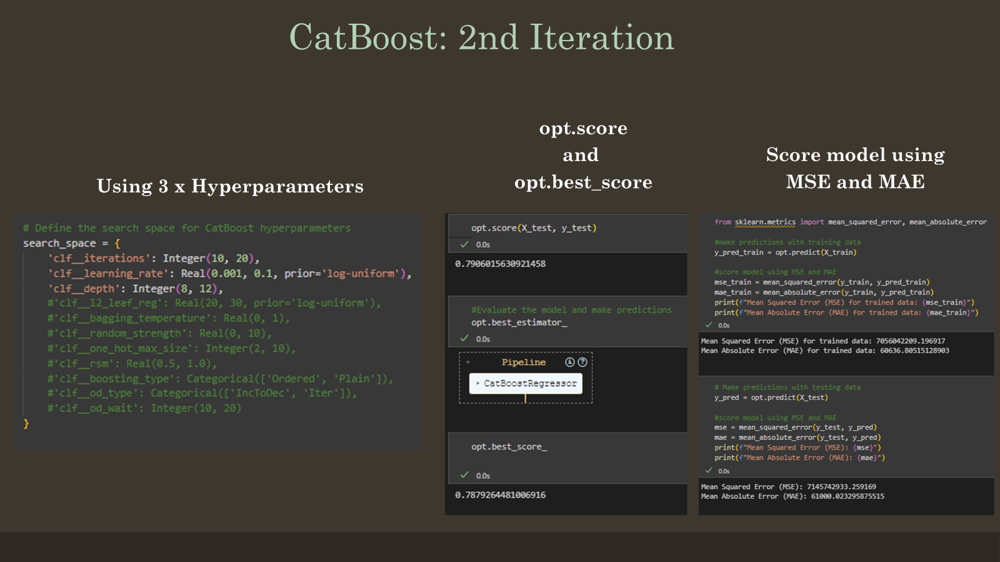 CatBoost: 2nd Iteration
Using 3 x Hyperparameters
# Define the search space for CatBoost hyperparameters
search_space = {
'clf__iterations': Integer(10, 20),
'clf__learning_rate': Real(0.001, 0.1, prior='log-uniform'),
'clf__depth': Integer(8, 12),
#'clf__l2_leaf_reg': Real(20, 30, prior='log-uniform'),
#'clf__bagging_temperature': Real(0, 1),
#'clf__random_strength': Real(0, 10),
#'clf__one_hot_max_size': Integer(2, 10),
#'clf__rsm': Real(0.5, 1.0),
#'clf__boosting_type': Categorical(['Ordered', 'Plain']),
#'clf__od_type': Categorical(['IncToDec', 'Iter']),
#'clf__od_wait': Integer(10, 20)
}
opt.score
and
opt.best_score
opt.score(X_test, y_test)
0.0s
0.7906015630921458
#Evaluate the model and make predictions
opt.best_estimator_
0.0s
Pipeline
CatBoostRegressor
opt.best_score_
0.0s
0.7879264481006916
Score model using
MSE and MAE
from sklearn.metrics import mean_squared_error, mean_absolute_error
#make predictions with training data
y_pred_train = opt.predict(X_train)
#score model using MSE and MAE
mse_train = mean_squared_error(y_train, y_pred_train)
mae_train = mean_absolute_error(y_train, y_pred_train)
print(f"Mean Squared Error (MSE) for trained data: {mse_train}")
print(f"Mean Absolute Error (MAE) for trained data: {mae_train}")
0.0s
Mean Squared Error (MSE) for trained data: 7056042209.196917
Mean Absolute Error (MAE) for trained data: 60636.80515128903
# Make predictions with testing data
y_pred = opt.predict(X_test)
#score model using MSE and MAE
mse = mean_squared_error(y_test, y_pred)
mae = mean_absolute_error(y_test, y_pred)
print(f"Mean Squared Error (MSE): {mse}")
print(f"Mean Absolute Error (MAE): {mae}")
0.0s
Mean Squared Error (MSE): 7145742933.259169
Mean Absolute Error (MAE): 61000.023295875515